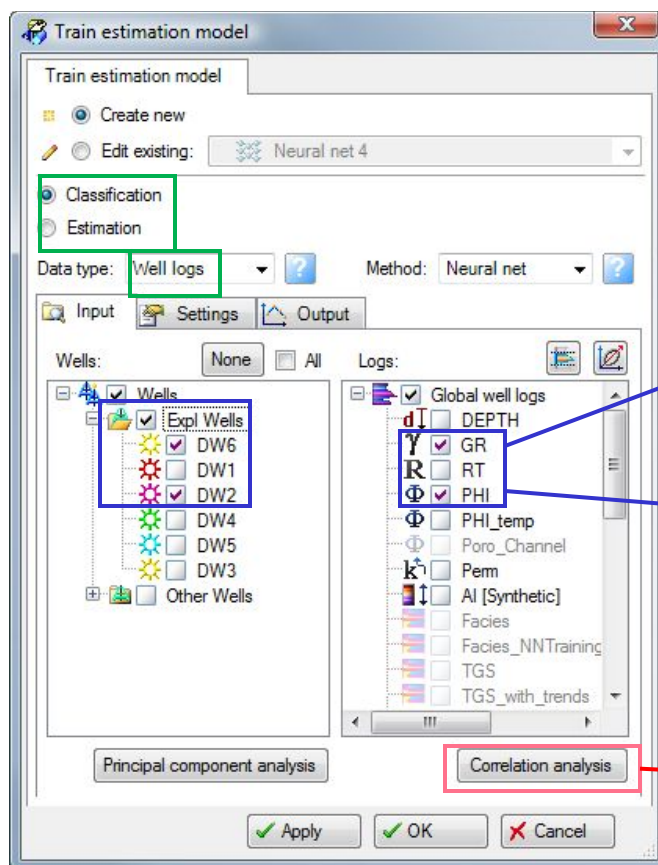 Train estimation model
Train estimation model
Create new
Edit existing: Neural net 4
Classification
Estimation
Data type: Well logs ? Method: Neural net ?
Input Settings Output
Wells: None All Logs:
Wells
Expl Wells
DW6
DW1
DW2
DW4
DW5
DW3
Other Wells
Global well logs
DEPTH
γ GR
R RT
Φ PHI
Φ PHI_temp
Φ Poro_Channel
k Perm
AI [Synthetic]
Facies
Facies_NNTraining
TGS
TGS_with_trends
Principal component analysis Correlation analysis
Apply OK Cancel